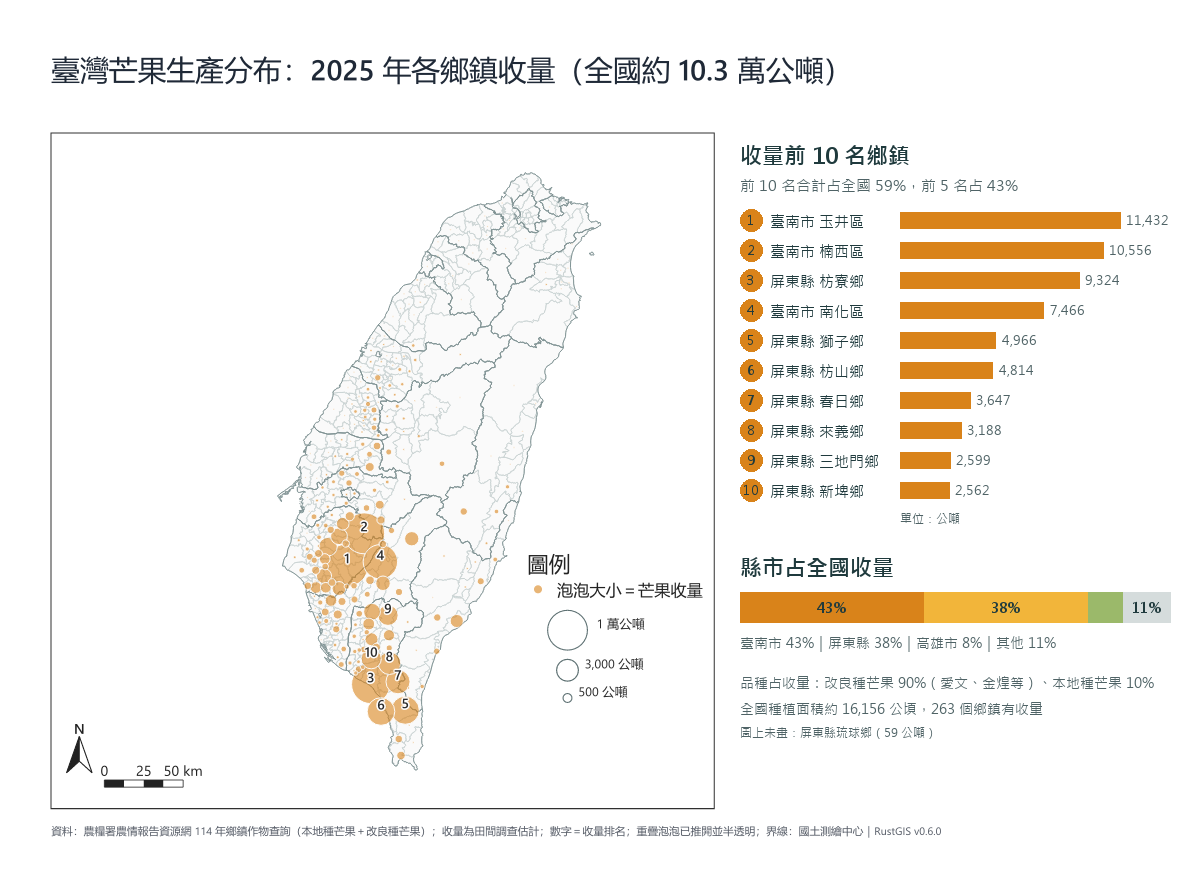 臺灣芒果生產分布：2025 年各鄉鎮收量（全國約 10.3 萬公噸）
2
1
4
9
10
8
3
7
6
5
圖例
泡泡大小＝芒果收量
1 萬公噸
3,000 公噸
500 公噸
N
0 25 50 km
收量前 10 名鄉鎮
前 10 名合計占全國 59%，前 5 名占 43%
1 臺南市 玉井區 11,432
2 臺南市 楠西區 10,556
3 屏東縣 枋寮鄉 9,324
4 臺南市 南化區 7,466
5 屏東縣 獅子鄉 4,966
6 屏東縣 枋山鄉 4,814
7 屏東縣 春日鄉 3,647
8 屏東縣 來義鄉 3,188
9 屏東縣 三地門鄉 2,599
10 屏東縣 新埤鄉 2,562
單位：公噸
縣市占全國收量
43% 38% 11%
臺南市 43%｜屏東縣 38%｜高雄市 8%｜其他 11%
品種占收量：改良種芒果 90%（愛文、金煌等）、本地種芒果 10%
全國種植面積約 16,156 公頃，263 個鄉鎮有收量
圖上未畫：屏東縣琉球鄉（59 公噸）
資料：農糧署農情報告資源網 114 年鄉鎮作物查詢（本地種芒果＋改良種芒果）；收量為田間調查估計；數字＝收量排名；重疊泡泡已推開並半透明；界線：國土測繪中心｜RustGIS v0.6.0